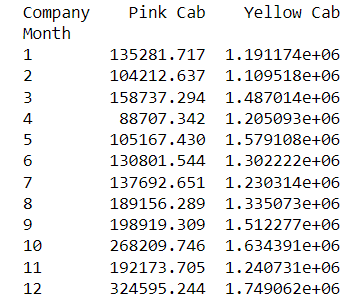 Company Pink Cab Yellow Cab
Month
1 135281.717 1.191174e+06
2 104212.637 1.109518e+06
3 158737.294 1.487014e+06
4 88707.342 1.205093e+06
5 105167.430 1.579108e+06
6 130801.544 1.302222e+06
7 137692.651 1.230314e+06
8 189156.289 1.335073e+06
9 198919.309 1.512277e+06
10 268209.746 1.634391e+06
11 192173.705 1.240731e+06
12 324595.244 1.749062e+06